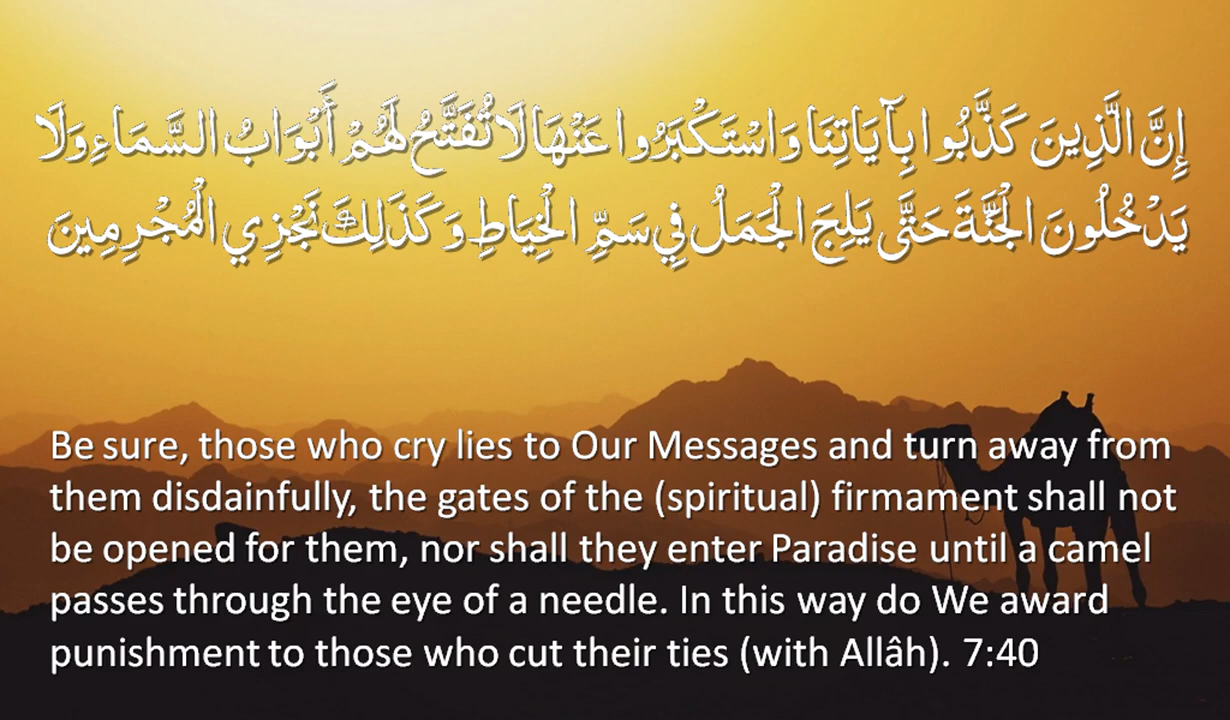 إِنَّ الَّذِينَ كَذَّبُوا بِآيَاتِنَا وَاسْتَكْبَرُوا عَنْهَا لَا تُفَتَّحُ لَهُمْ أَبْوَابُ السَّمَاءِ وَلَا
يَدْخُلُونَ الْجَنَّةَ حَتَّى يَلِجَ الْجَمَلُ فِي سَمِّ الْخِيَاطِ ۚ وَكَذَلِكَ نَجْزِي الْمُجْرِمِينَ
Be sure, those who cry lies to Our Messages and turn away from
them disdainfully, the gates of the (spiritual) firmament shall not
be opened for them, nor shall they enter Paradise until a camel
passes through the eye of a needle. In this way do We award
punishment to those who cut their ties (with Allâh). 7:40